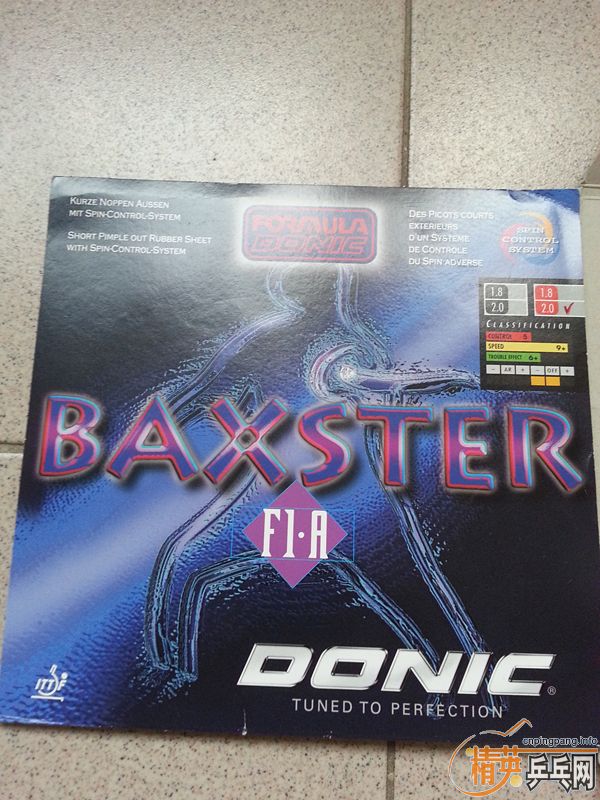 KURZE NOPPEN AUSSEN
MIT SPIN-CONTROL-SYSTEM
SHORT PIMPLE OUT RUBBER SHEET
WITH SPIN-CONTROL-SYSTEM
FORMULA
DONIC
DES PICOTS COURTS
EXTERIEURS
D'UN SYSTÈME
DE CONTROLE
DU SPIN ADVERSE
SPIN
CONTROL
SYSTEM
1.8 1.8
2.0 2.0 ✓
CLASSIFICATION
CONTROL 5
SPEED 9+
TROUBLE EFFECT 6+
– AR + – OFF +
BAXSTER
F1·A
DONIC®
TUNED TO PERFECTION
ITTF
cnpingpang.info
精英乒乓网